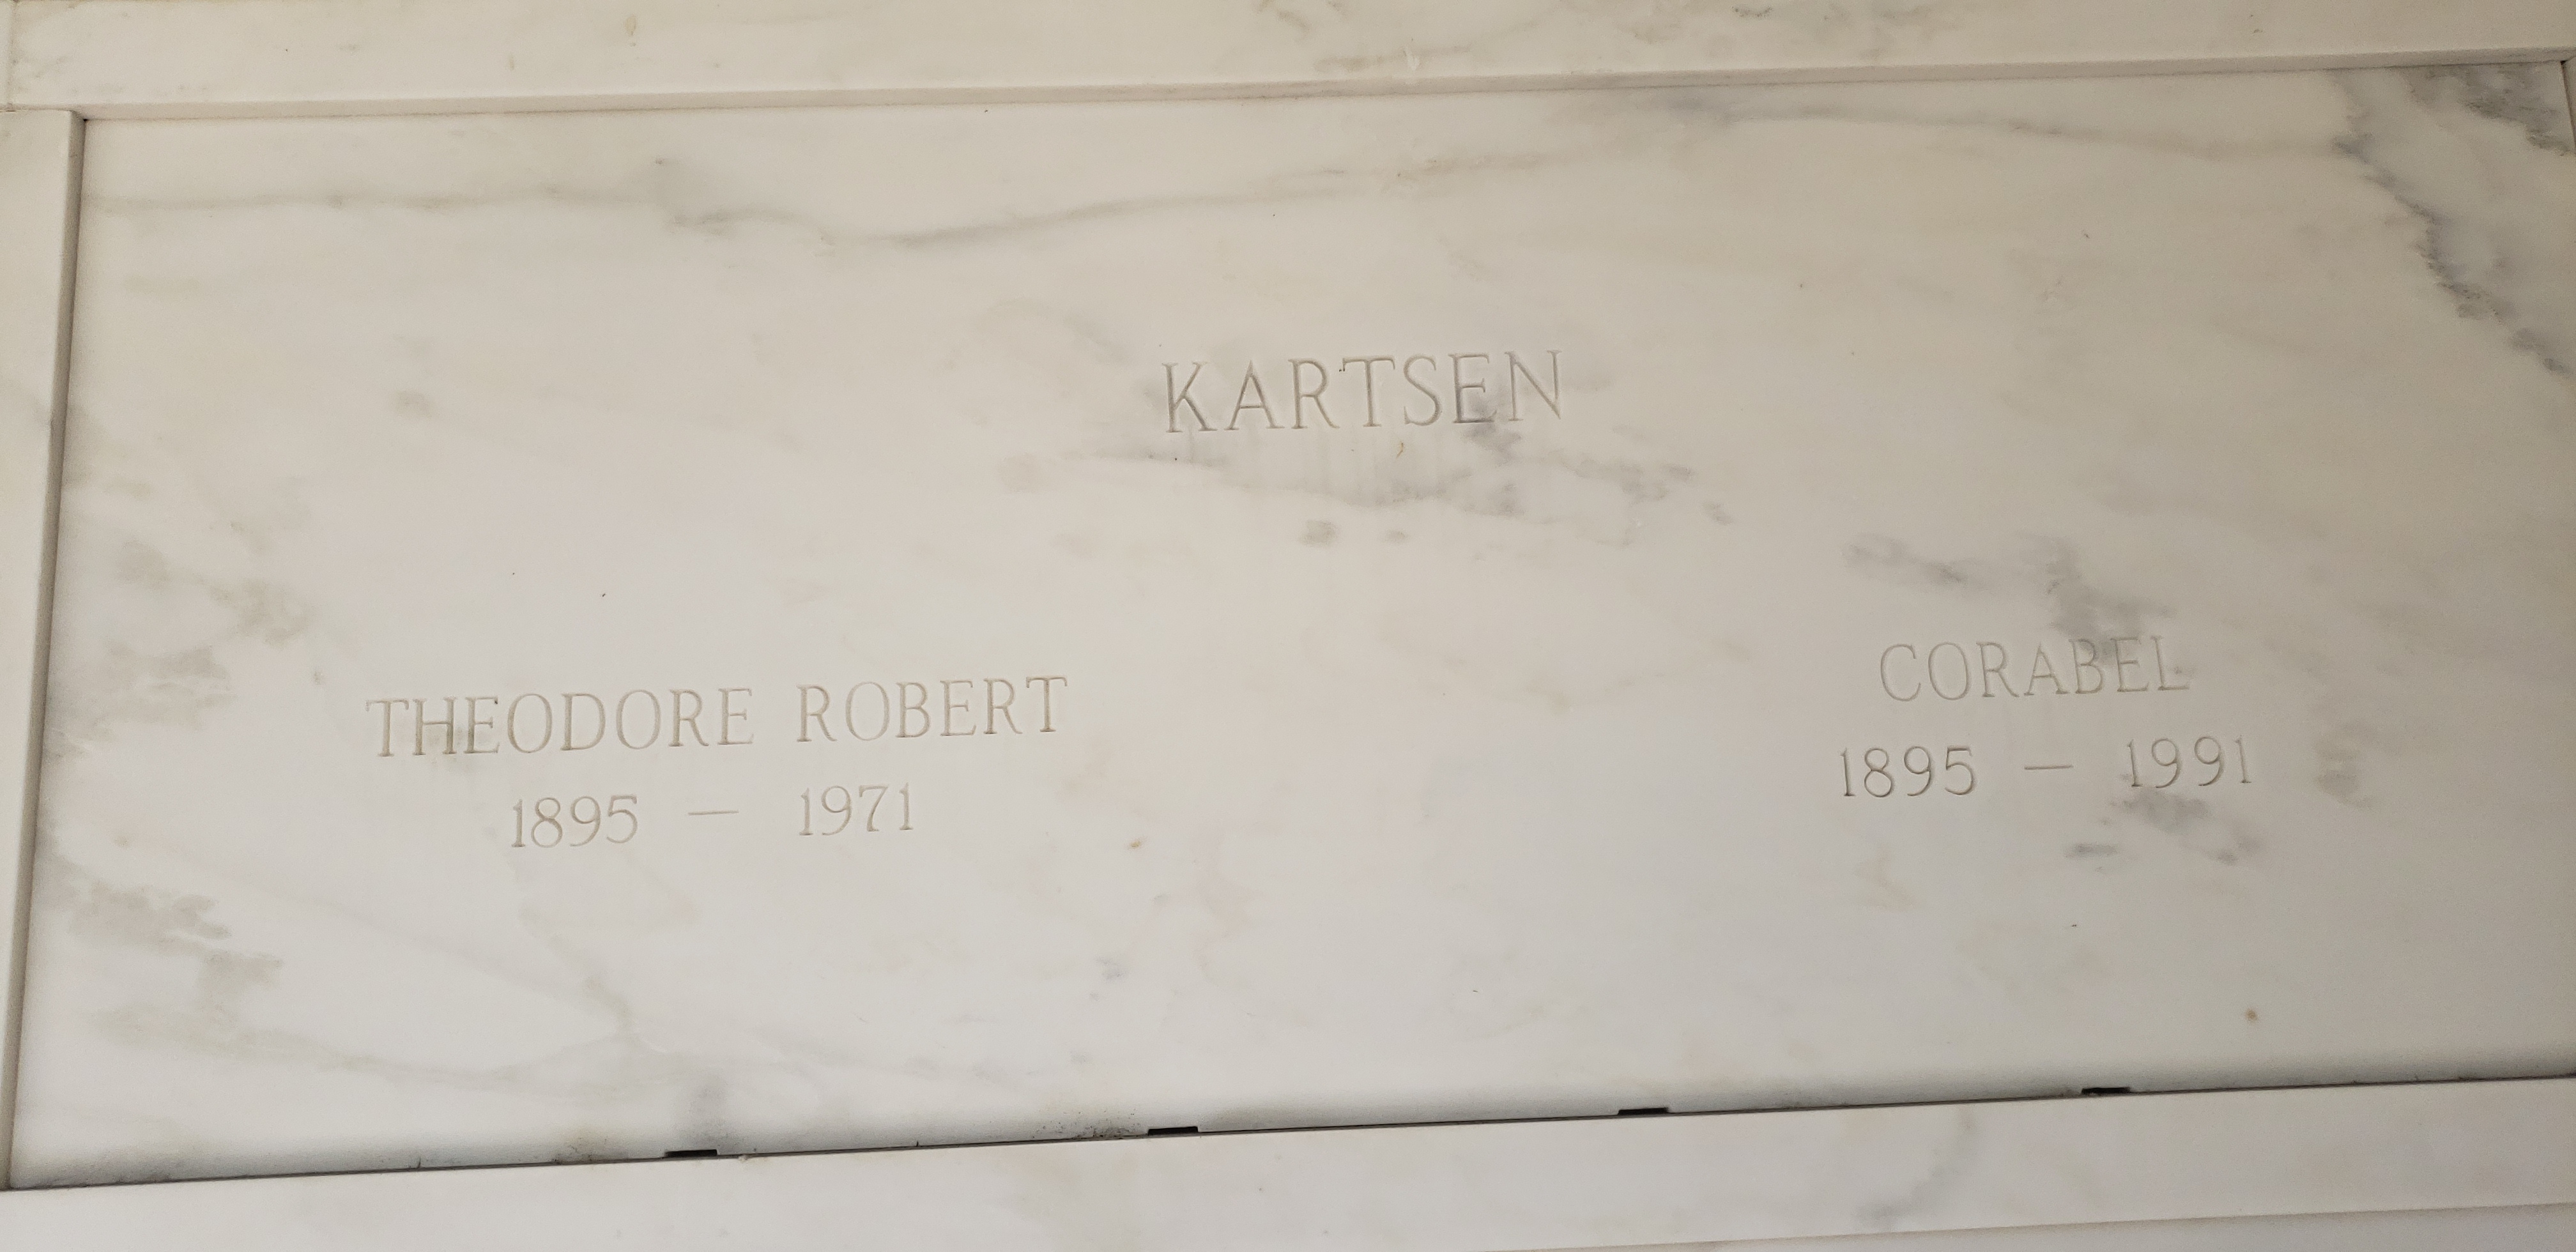 KARTSEN
THEODORE ROBERT
1895 — 1971
CORABEL
1895 — 1991